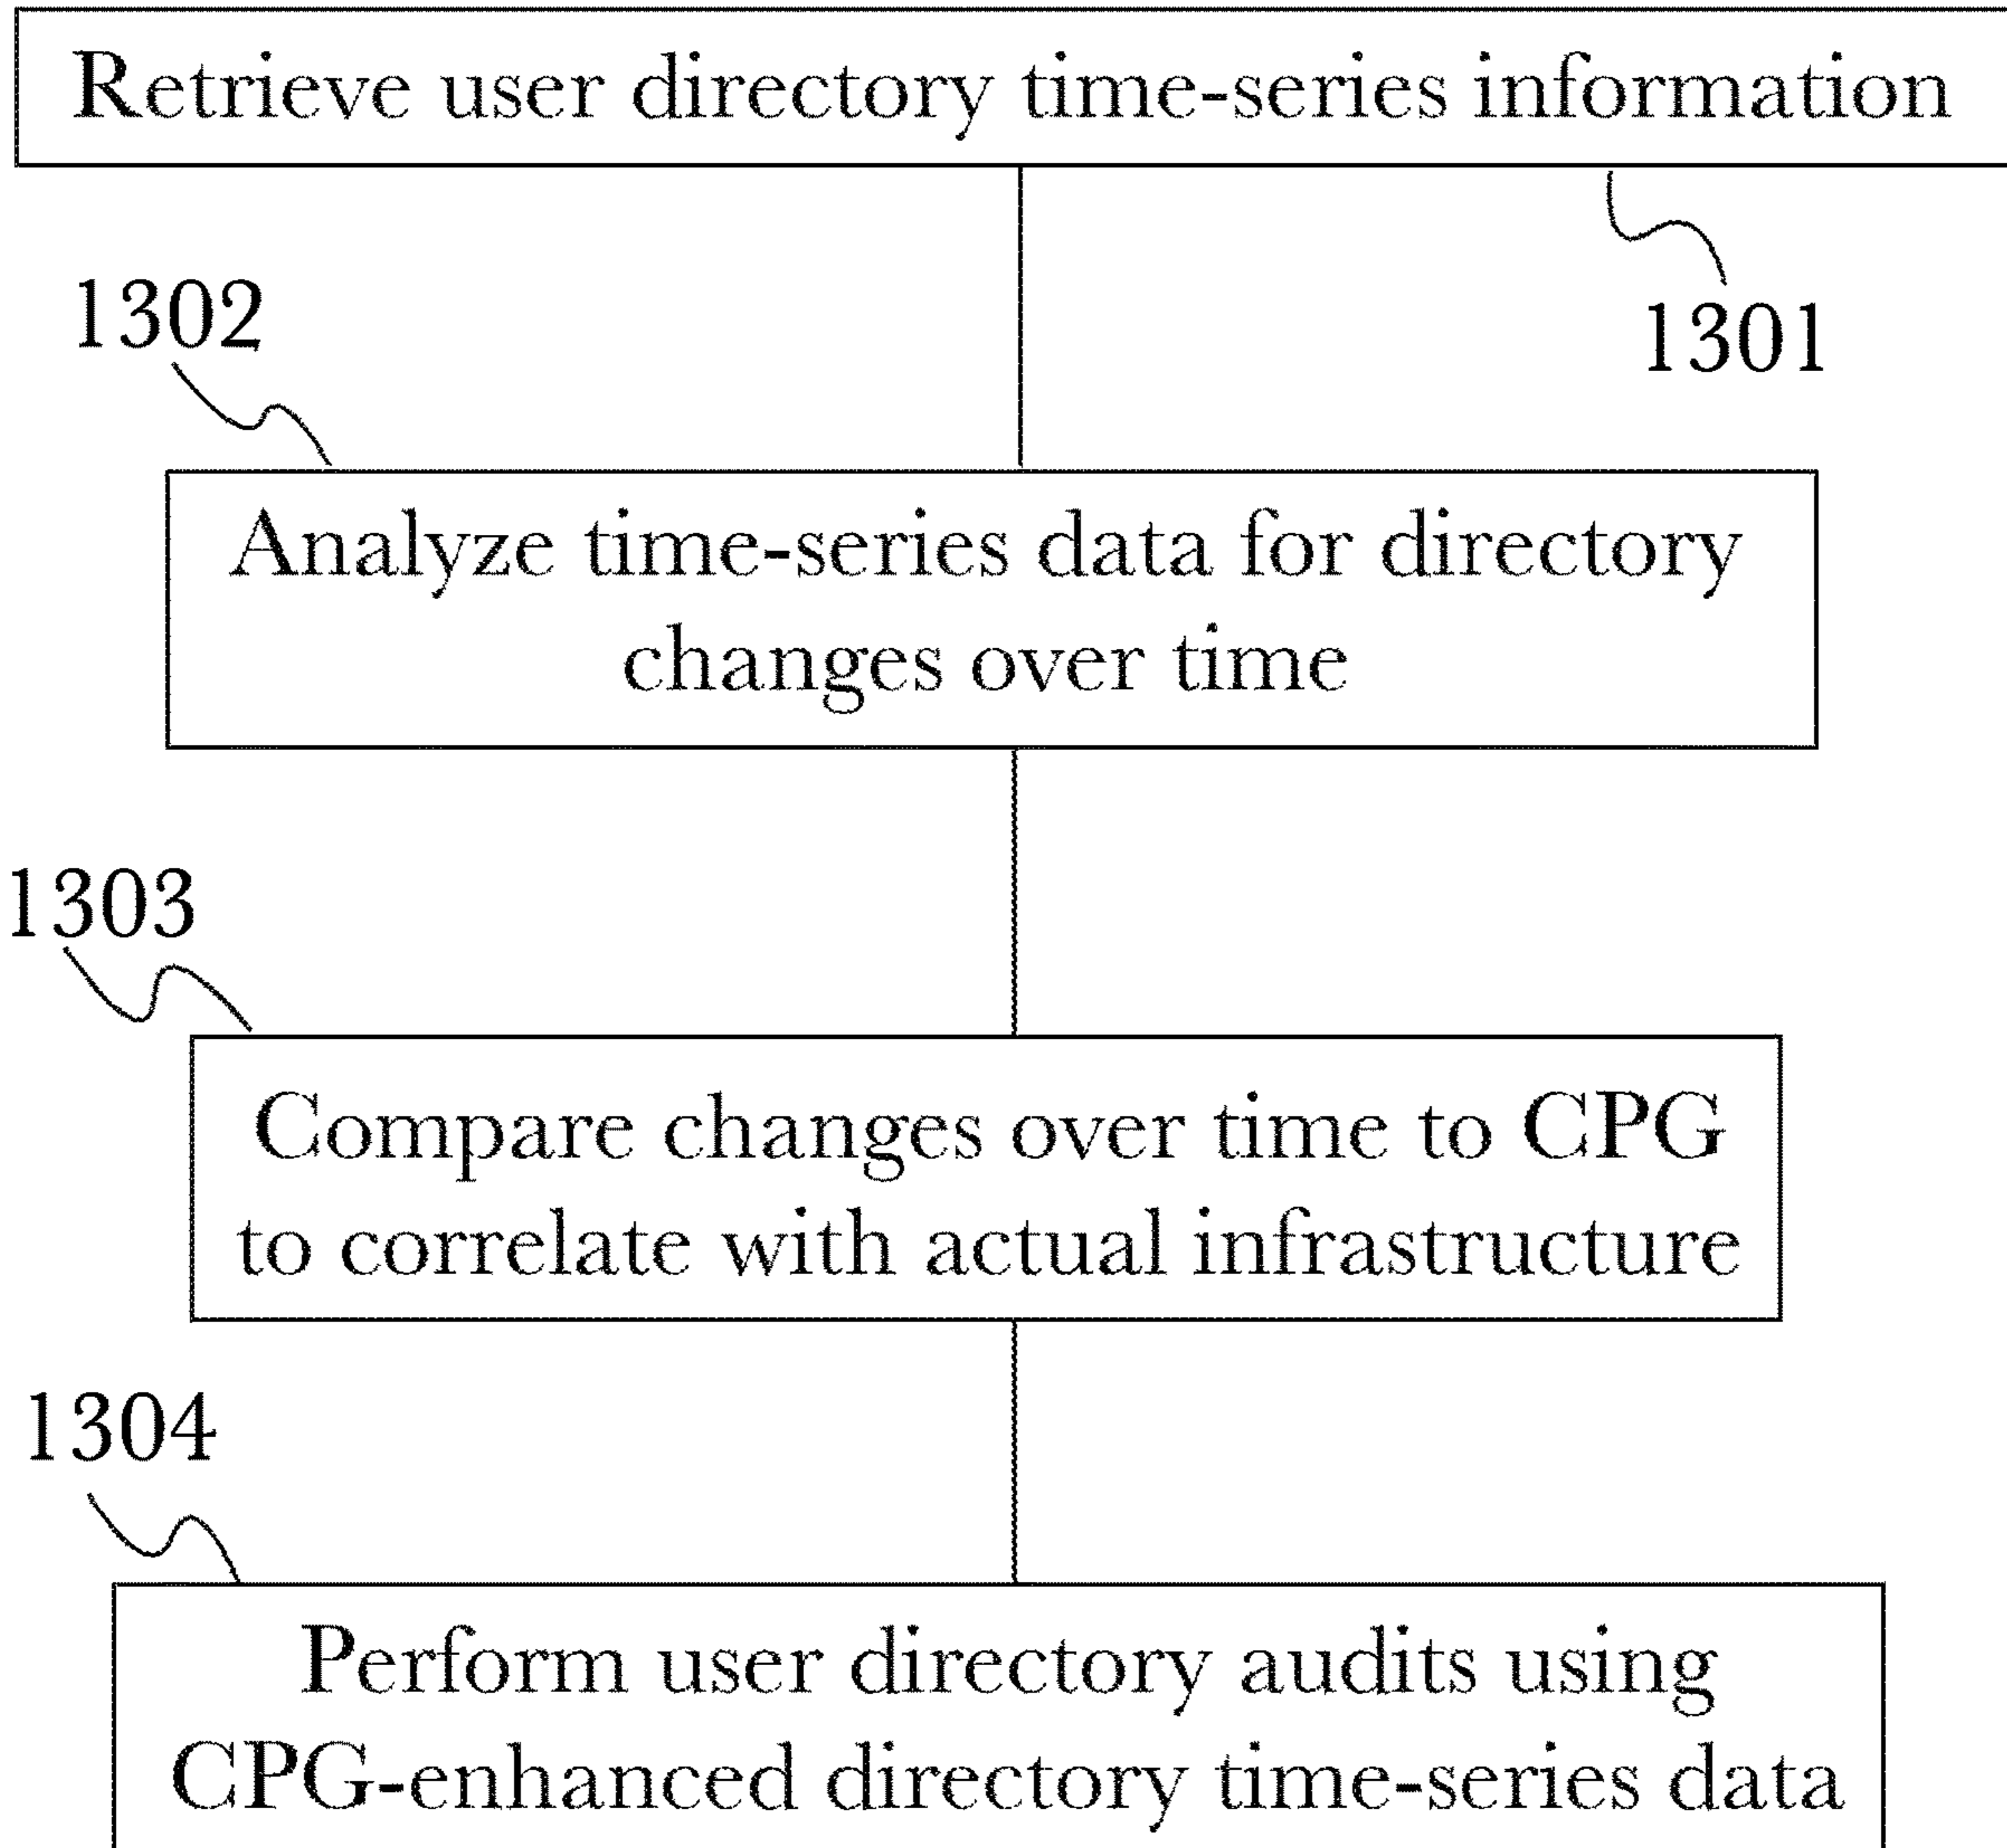 Retrieve user directory time-series information
1301
1302
Analyze time-series data for directory
changes over time
1303
Compare changes over time to CPG
to correlate with actual infrastructure
1304
Perform user directory audits using
CPG-enhanced directory time-series data